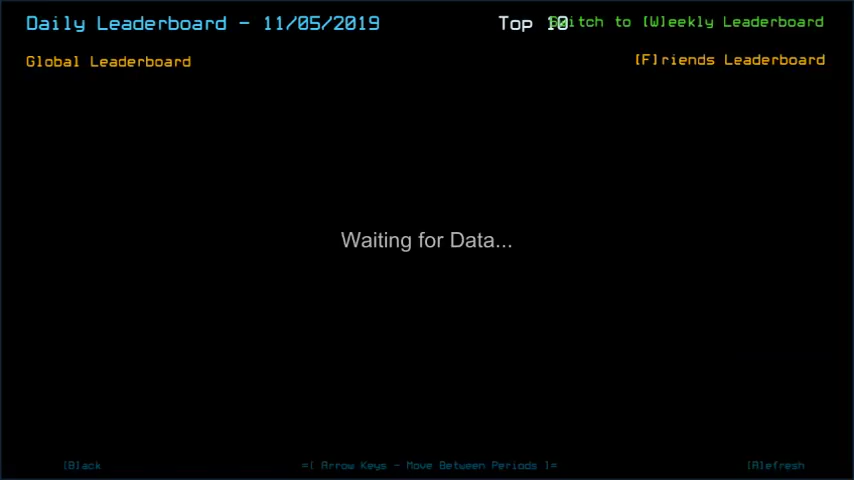 Daily Leaderboard - 11/05/2019
Top 10
Switch to [W]eekly Leaderboard
Global Leaderboard
[F]riends Leaderboard
Waiting for Data...
[B]ack
=[ Arrow Keys - Move Between Periods ]=
[R]efresh